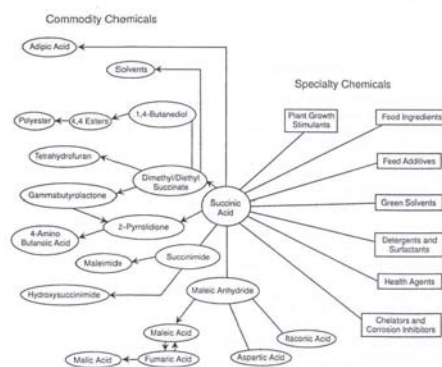 Commodity Chemicals
Adipic Acid
Solvents
Specialty Chemicals
Polyester
4,4 Esters
1,4-Butanediol
Plant Growth
Stimulants
Food Ingredients
Tetrahydrofuran
Feed Additives
Dimethyl/Diethyl
Succinate
Gammabutyrolactone
Succinic
Acid
Green Solvents
4-Amino
Butanoic Acid
2-Pyrrolidione
Detergents and
Surfactants
Maleimide
Succinimide
Health Agents
Hydroxysuccinimide
Maleic Anhydride
Chelators and
Corrosion Inhibitors
Maleic Acid
Itaconic Acid
Malic Acid
Fumaric Acid
Aspartic Acid